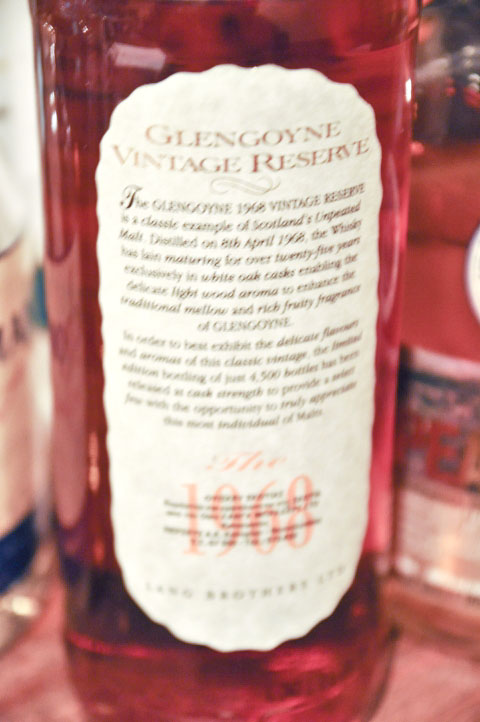 GLENGOYNE
VINTAGE RESERVE
The GLENGOYNE 1968 VINTAGE RESERVE
is a classic example of Scotland's Unpeated
Malt. Distilled on 8th April 1968, the Whisky
has lain maturing for over twenty-five years
exclusively in white oak casks enabling the
delicate light wood aroma to enhance the
traditional mellow and rich fruity fragrance
of GLENGOYNE.
In order to best exhibit the delicate flavours
and aromas of this classic vintage, the limited
edition bottling of just 4,500 bottles has been
released at cask strength to provide a select
few with the opportunity to truly appreciate
this most individual of Malts.
The
1968
LANG BROTHERS LTD